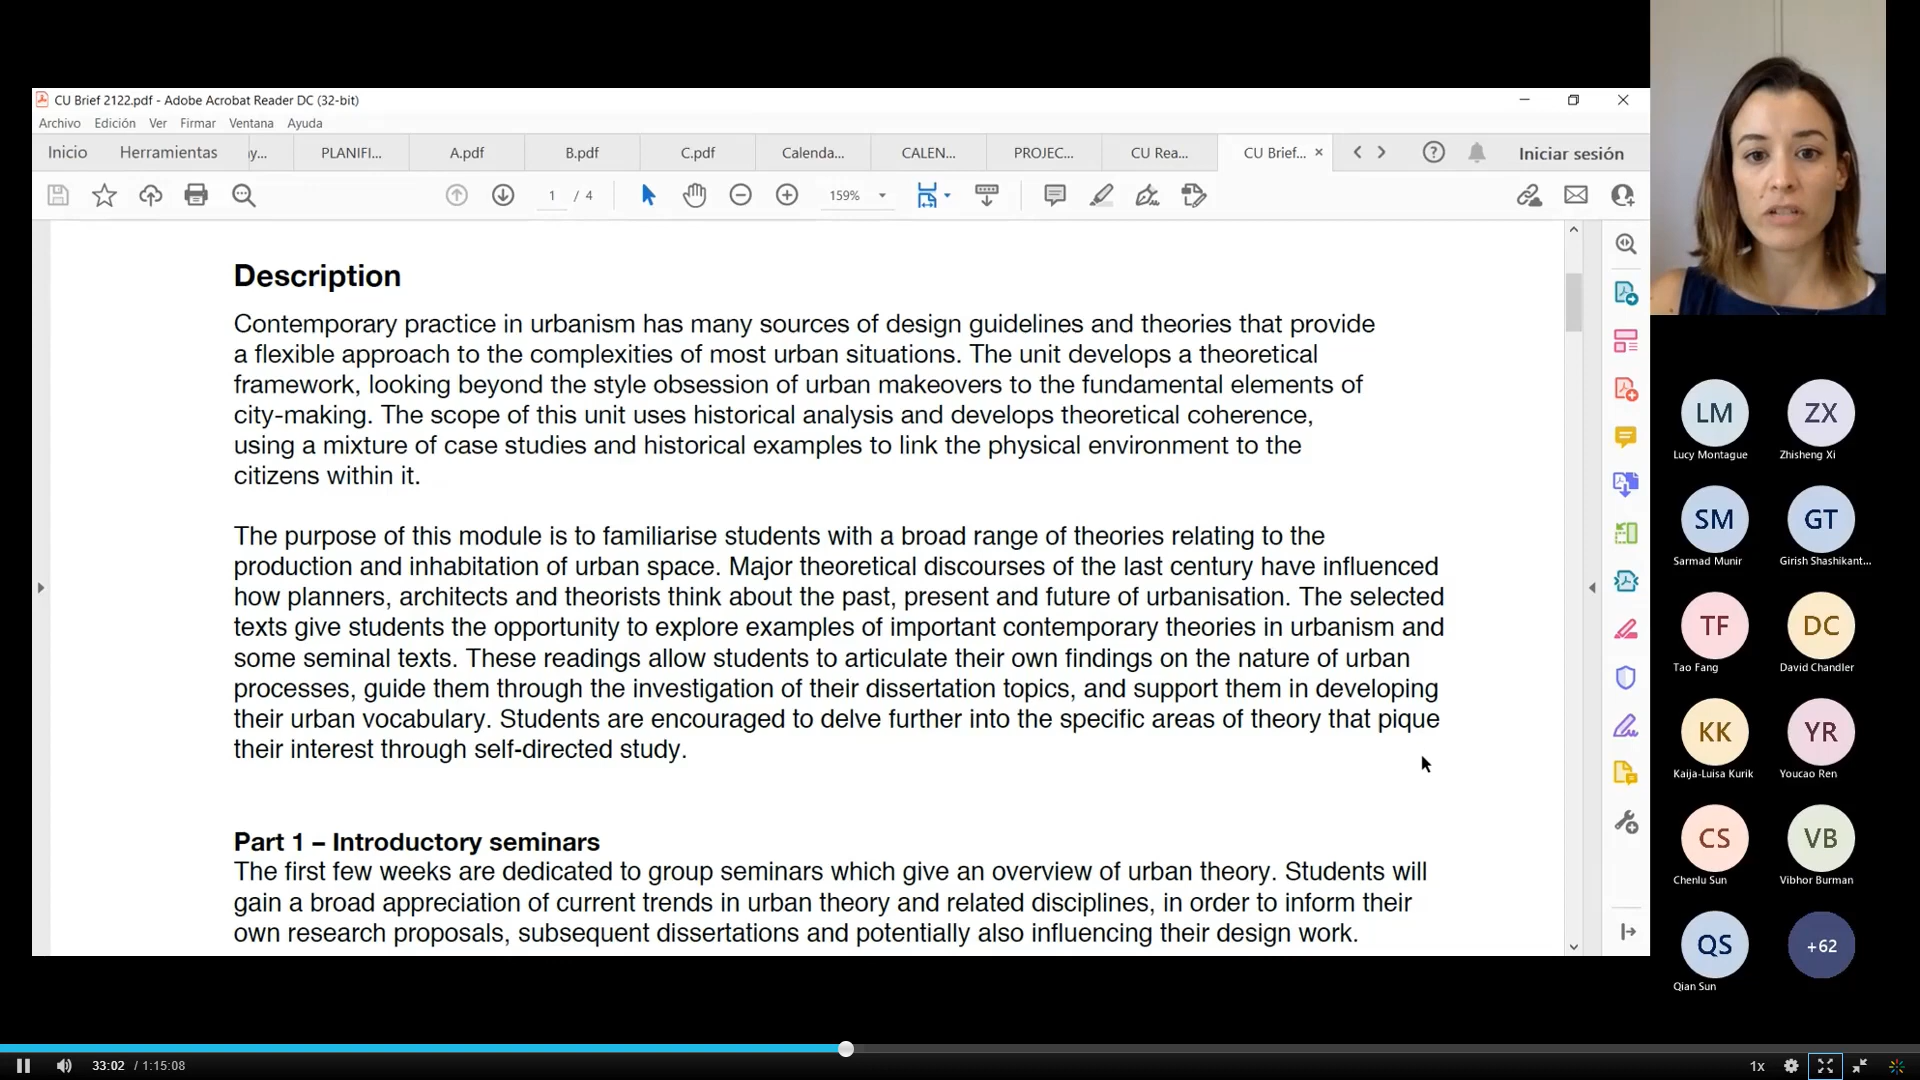 CU Brief 2122.pdf - Adobe Acrobat Reader DC (32-bit)
Archivo Edición Ver Firmar Ventana Ayuda
Inicio Herramientas y... PLANIFI... A.pdf B.pdf C.pdf Calenda... CALEN... PROJEC... CU Rea... CU Brief... Iniciar sesión
1 / 4 159%
Description
Contemporary practice in urbanism has many sources of design guidelines and theories that provide
a flexible approach to the complexities of most urban situations. The unit develops a theoretical
framework, looking beyond the style obsession of urban makeovers to the fundamental elements of
city-making. The scope of this unit uses historical analysis and develops theoretical coherence,
using a mixture of case studies and historical examples to link the physical environment to the
citizens within it.
The purpose of this module is to familiarise students with a broad range of theories relating to the
production and inhabitation of urban space. Major theoretical discourses of the last century have influenced
how planners, architects and theorists think about the past, present and future of urbanisation. The selected
texts give students the opportunity to explore examples of important contemporary theories in urbanism and
some seminal texts. These readings allow students to articulate their own findings on the nature of urban
processes, guide them through the investigation of their dissertation topics, and support them in developing
their urban vocabulary. Students are encouraged to delve further into the specific areas of theory that pique
their interest through self-directed study.
Part 1 – Introductory seminars
The first few weeks are dedicated to group seminars which give an overview of urban theory. Students will
gain a broad appreciation of current trends in urban theory and related disciplines, in order to inform their
own research proposals, subsequent dissertations and potentially also influencing their design work.
LM ZX
Lucy Montague Zhisheng Xi
SM GT
Sarmad Munir Girish Shashikant...
TF DC
Tao Fang David Chandler
KK YR
Kaija-Luisa Kurik Youcao Ren
CS VB
Chenlu Sun Vibhor Burman
QS +62
Qian Sun
33:02 / 1:15:08 1x